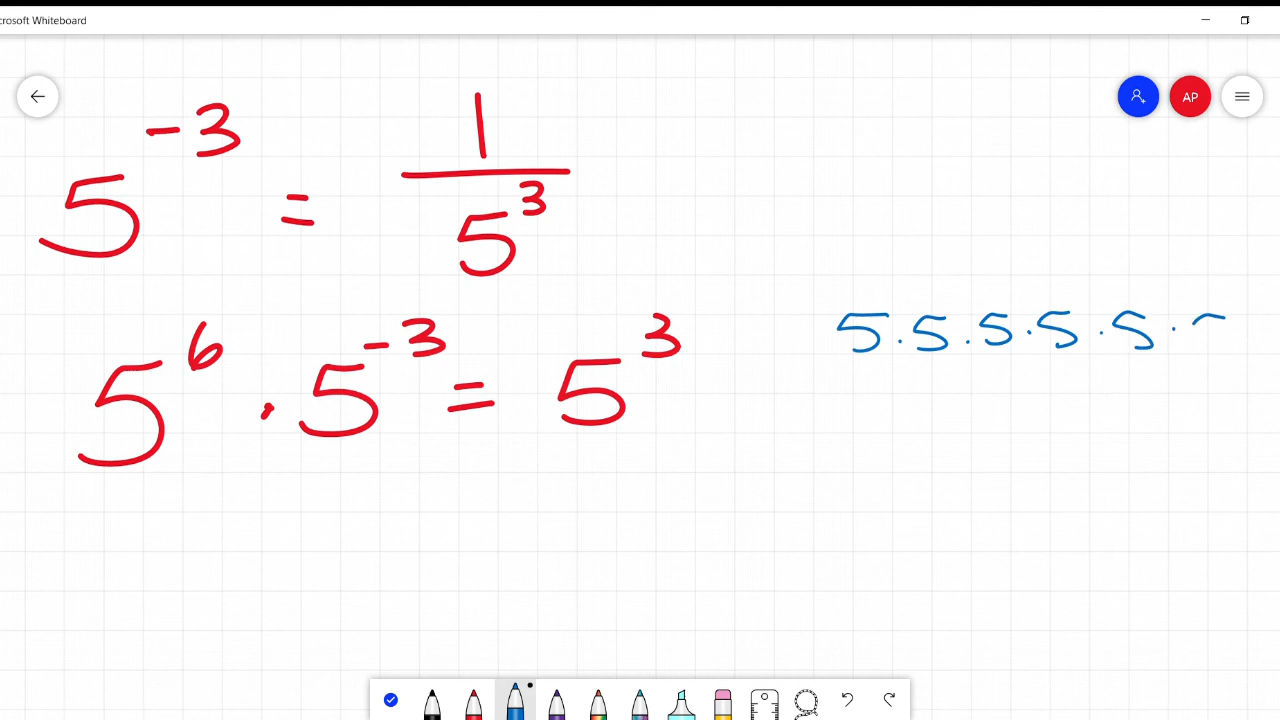 crosoft Whiteboard
AP
5^-3 = 1/5^3
5^6 · 5^-3 = 5^3
5 · 5 · 5 · 5 · 5 ·